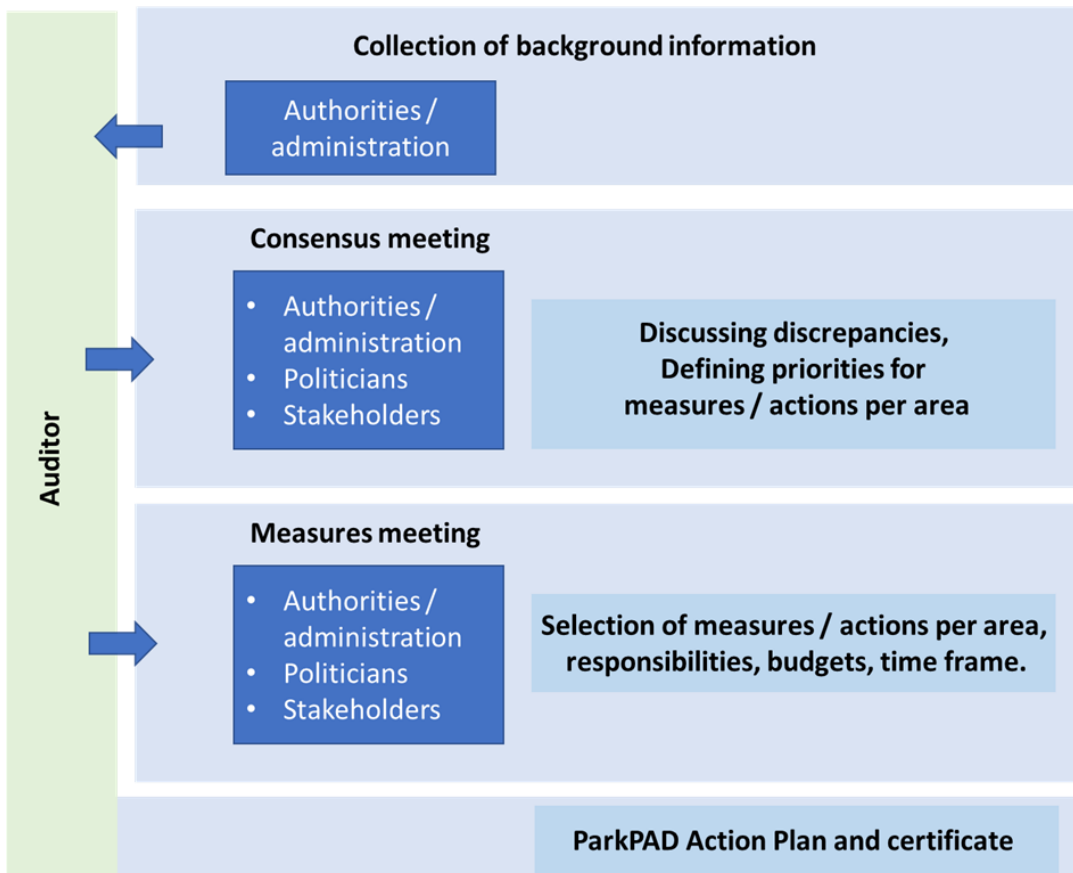 Collection of background information
Authorities /
administration
Consensus meeting
• Authorities /
administration
• Politicians
• Stakeholders
Discussing discrepancies,
Defining priorities for
measures / actions per area
Auditor
Measures meeting
• Authorities /
administration
• Politicians
• Stakeholders
Selection of measures / actions per area,
responsibilities, budgets, time frame.
ParkPAD Action Plan and certificate